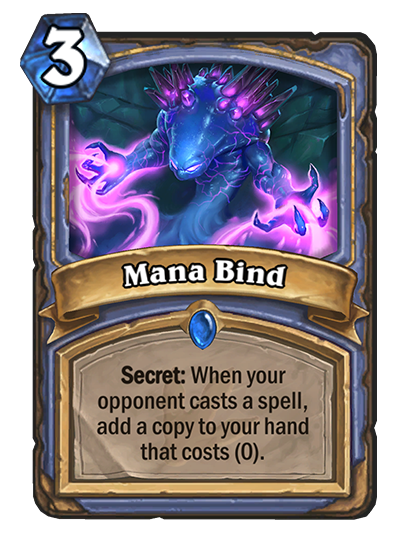 3
Mana Bind
Secret: When your
opponent casts a spell,
add a copy to your hand
that costs (0).